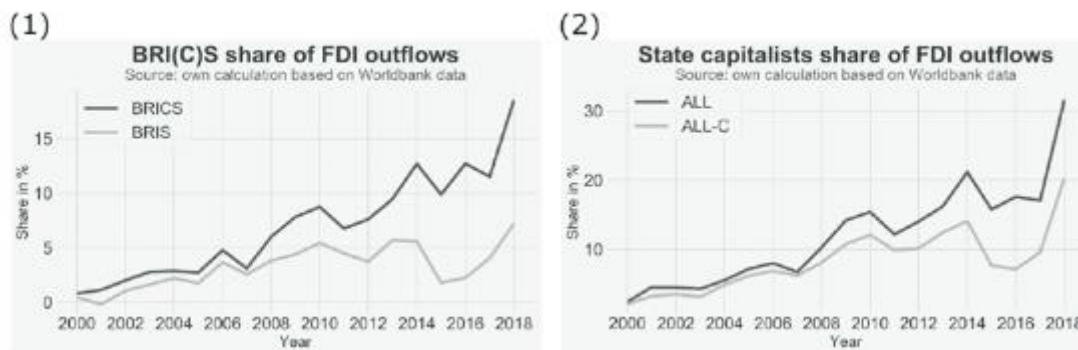 (1)
BRI(C)S share of FDI outflows
Source: own calculation based on Worldbank data
BRICS
BRIS
15
10
5
0
Share in %
2000 2002 2004 2006 2008 2010 2012 2014 2016 2018
Year
(2)
State capitalists share of FDI outflows
Source: own calculation based on Worldbank data
ALL
ALL-C
30
20
10
Share in %
2000 2002 2004 2006 2008 2010 2012 2014 2016 2018
Year